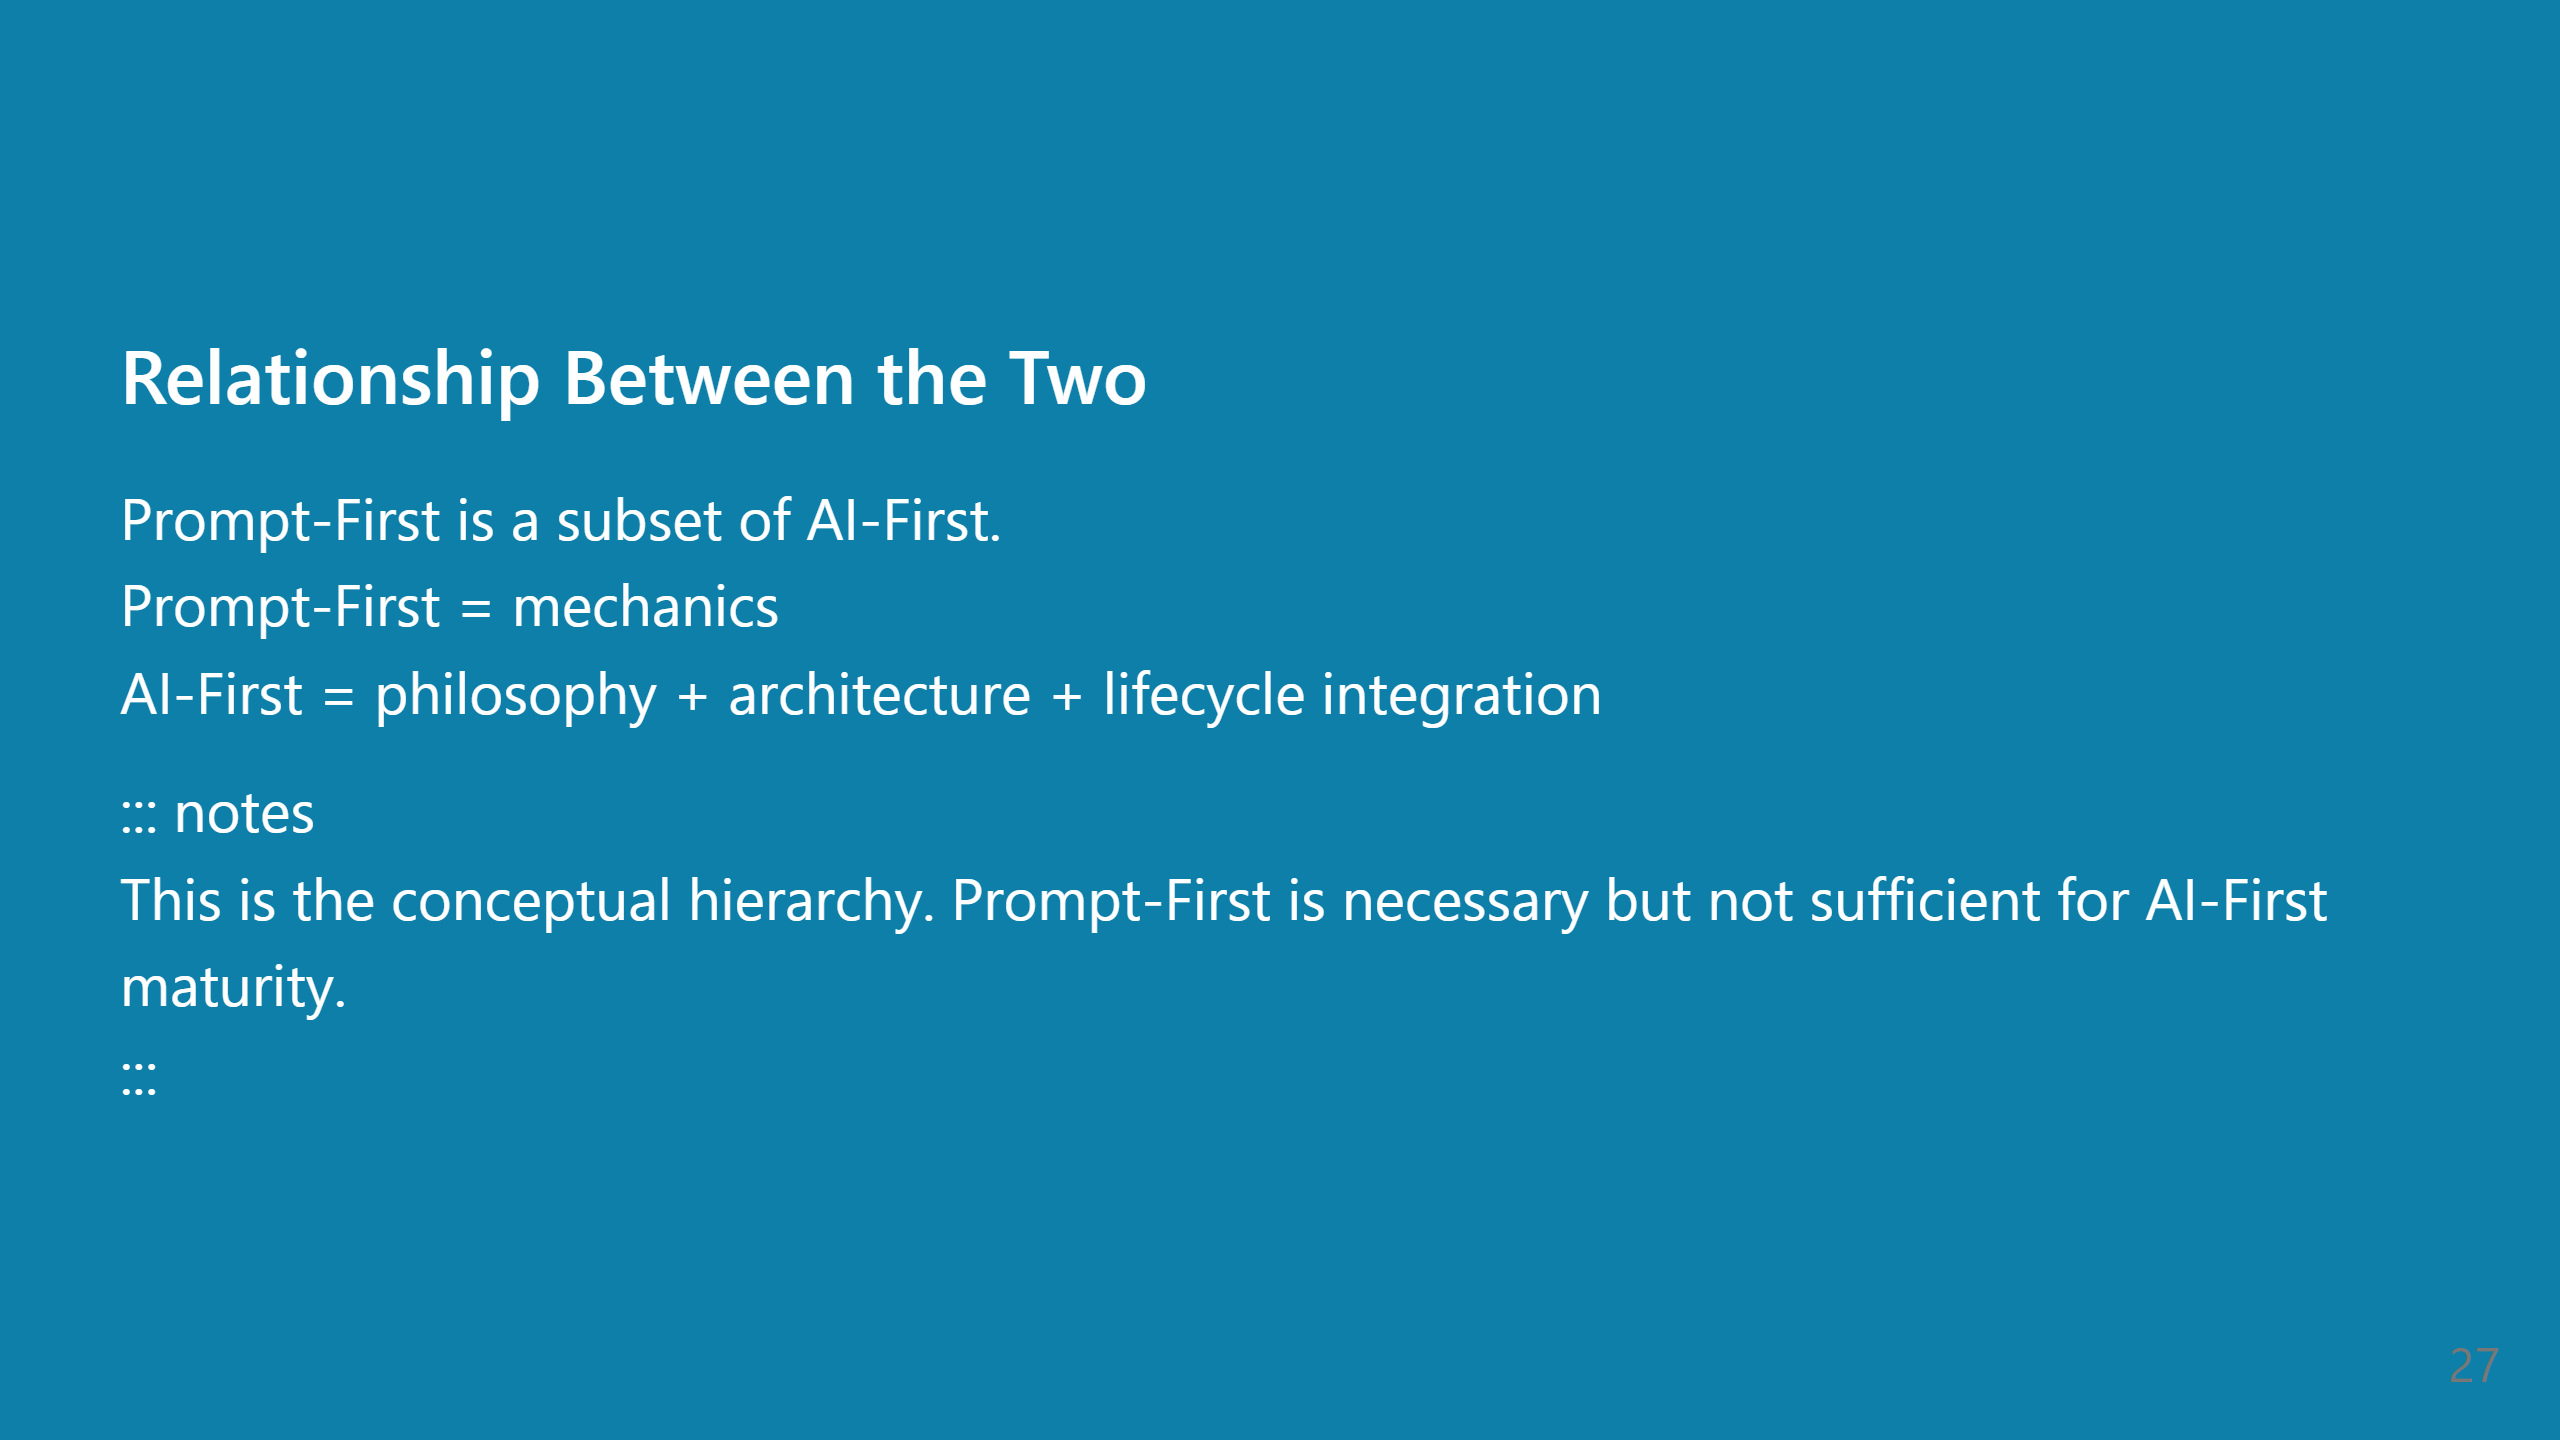 Relationship Between the Two
Prompt-First is a subset of AI-First.
Prompt-First = mechanics
AI-First = philosophy + architecture + lifecycle integration
::: notes
This is the conceptual hierarchy. Prompt-First is necessary but not sufficient for AI-First
maturity.
:::
27